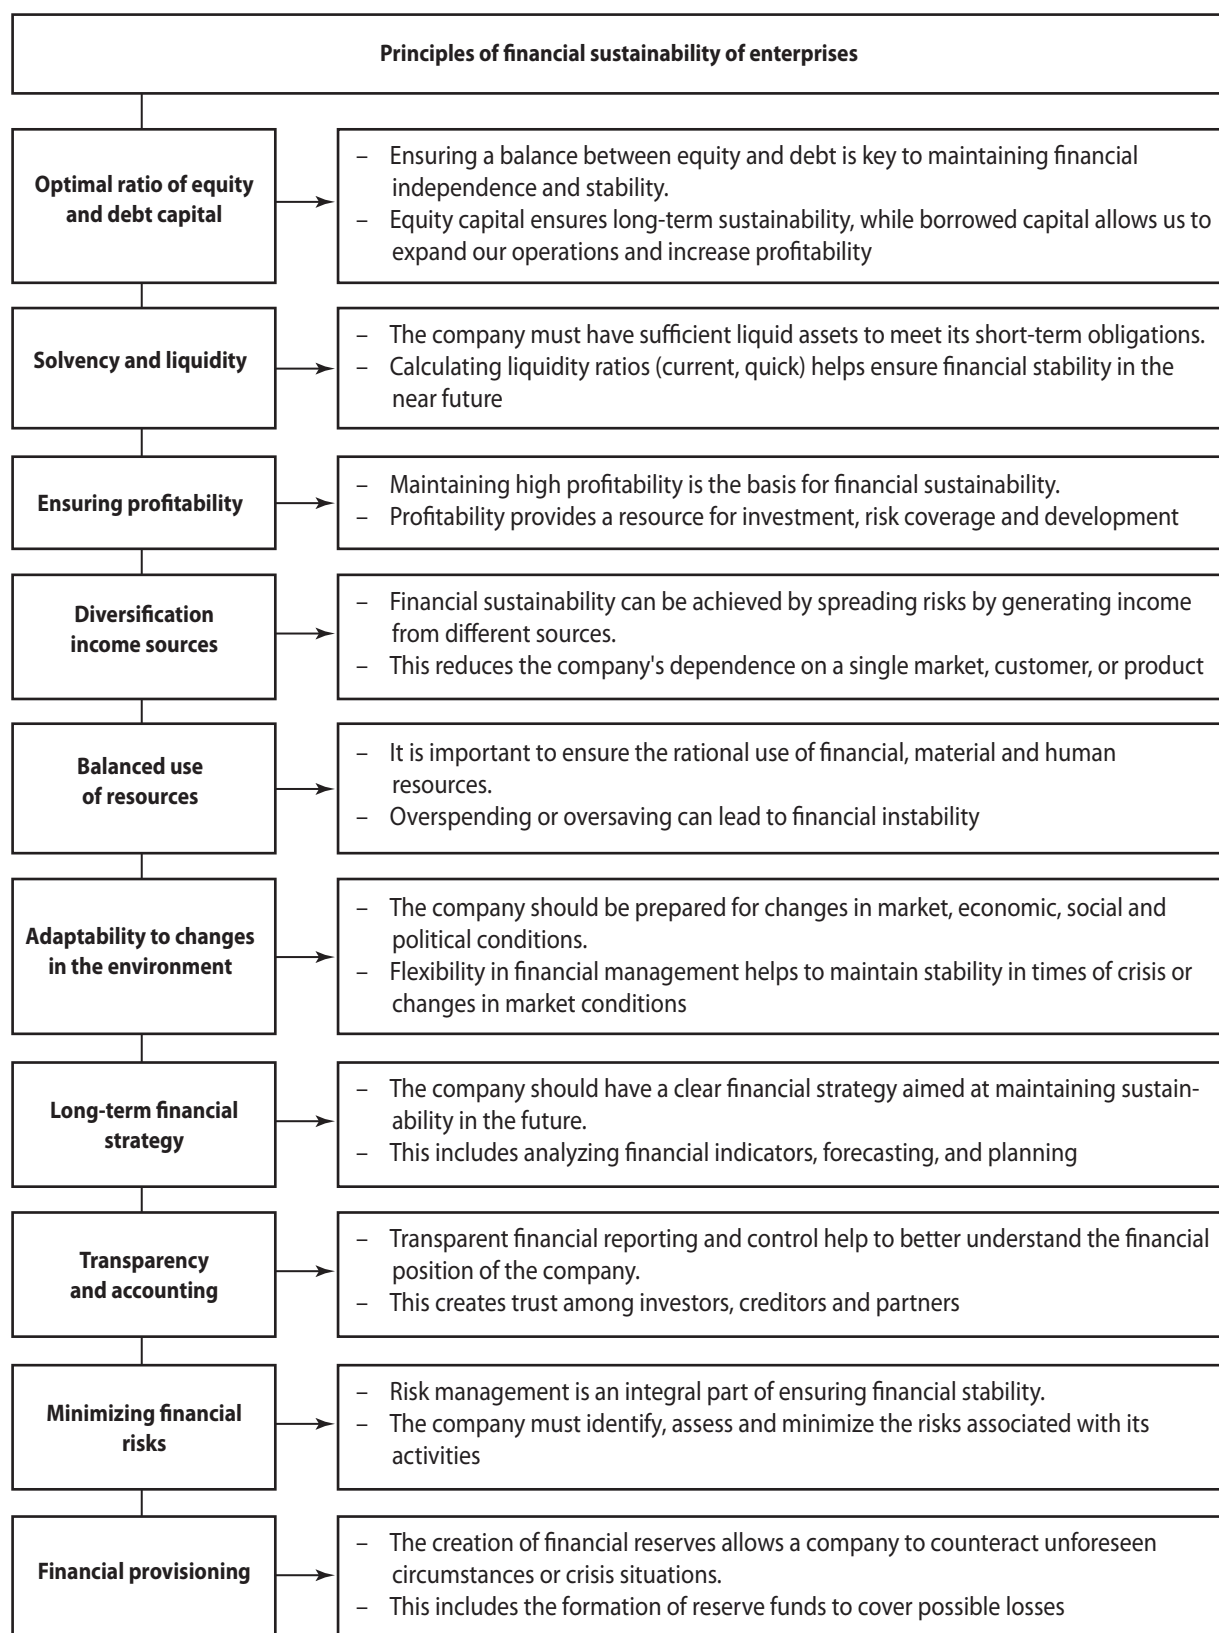 Principles of financial sustainability of enterprises
Optimal ratio of equity
and debt capital
– Ensuring a balance between equity and debt is key to maintaining financial
independence and stability.
– Equity capital ensures long-term sustainability, while borrowed capital allows us to
expand our operations and increase profitability
Solvency and liquidity
– The company must have sufficient liquid assets to meet its short-term obligations.
– Calculating liquidity ratios (current, quick) helps ensure financial stability in the
near future
Ensuring profitability
– Maintaining high profitability is the basis for financial sustainability.
– Profitability provides a resource for investment, risk coverage and development
Diversification
income sources
– Financial sustainability can be achieved by spreading risks by generating income
from different sources.
– This reduces the company's dependence on a single market, customer, or product
Balanced use
of resources
– It is important to ensure the rational use of financial, material and human
resources.
– Overspending or oversaving can lead to financial instability
Adaptability to changes
in the environment
– The company should be prepared for changes in market, economic, social and
political conditions.
– Flexibility in financial management helps to maintain stability in times of crisis or
changes in market conditions
Long-term financial
strategy
– The company should have a clear financial strategy aimed at maintaining sustain-
ability in the future.
– This includes analyzing financial indicators, forecasting, and planning
Transparency
and accounting
– Transparent financial reporting and control help to better understand the financial
position of the company.
– This creates trust among investors, creditors and partners
Minimizing financial
risks
– Risk management is an integral part of ensuring financial stability.
– The company must identify, assess and minimize the risks associated with its
activities
Financial provisioning
– The creation of financial reserves allows a company to counteract unforeseen
circumstances or crisis situations.
– This includes the formation of reserve funds to cover possible losses